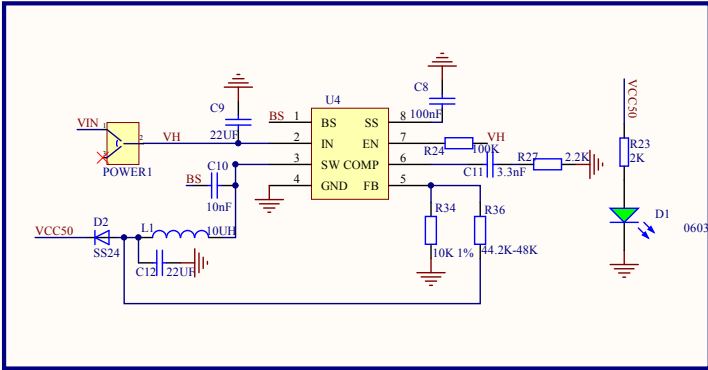 C8
100nF
U4
C9
22UF
BS 1 BS SS 8
VIN 1 2 VH 2 IN EN 7 VH
R24 100K
3 SW COMP 6
C11 3.3nF
R27 2.2K
POWER1
C10
BS
10nF
4 GND FB 5
VCC50
R23
2K
D1
0603
R34
10K 1%
R36
44.2K-48K
VCC50
D2
SS24
L1
10UH
C12 22UF